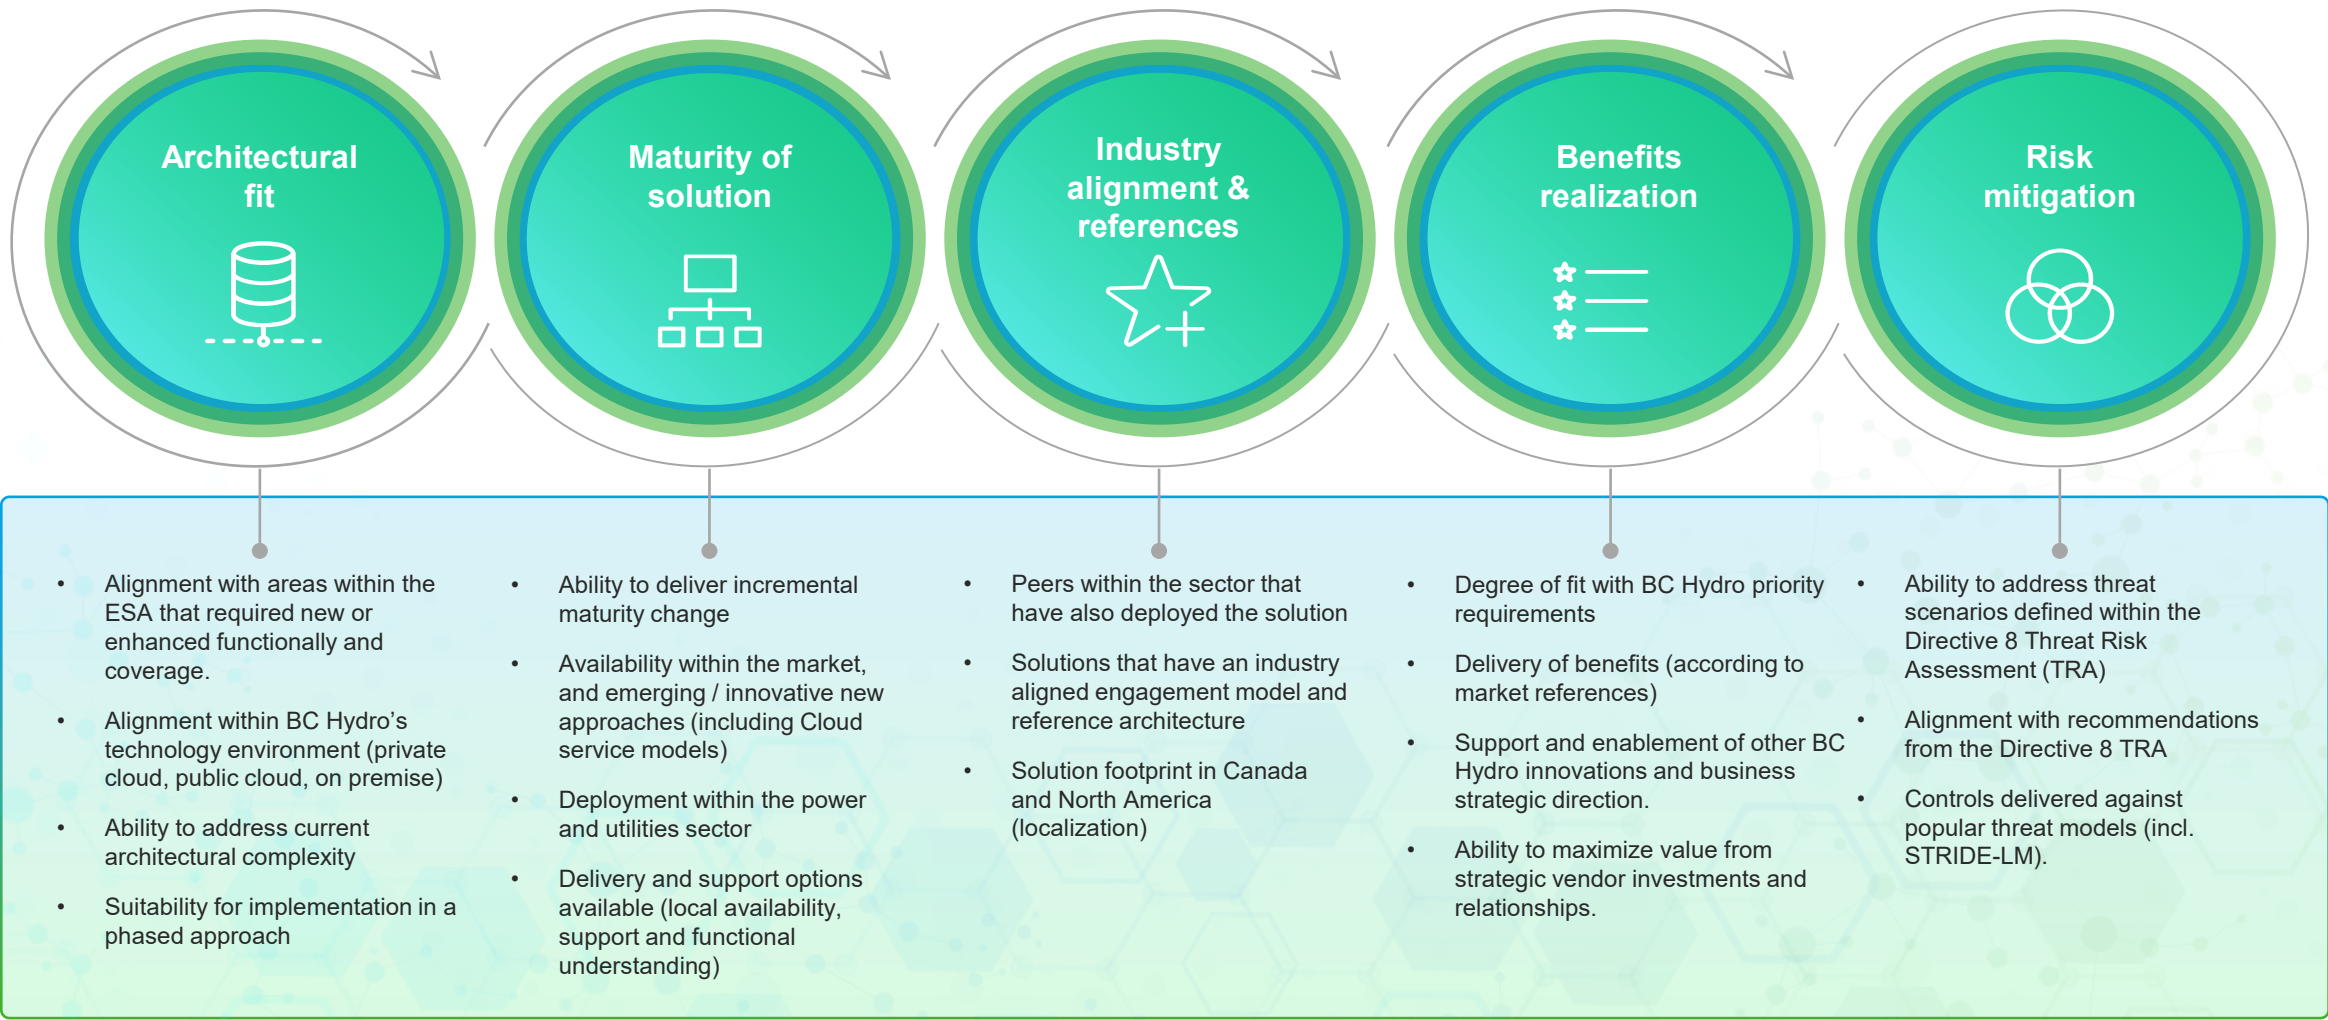 Architectural
fit
Maturity of
solution
Industry
alignment &
references
Benefits
realization
Risk
mitigation
• Alignment with areas within the
ESA that required new or
enhanced functionally and
coverage.
• Alignment within BC Hydro’s
technology environment (private
cloud, public cloud, on premise)
• Ability to address current
architectural complexity
• Suitability for implementation in a
phased approach
• Ability to deliver incremental
maturity change
• Availability within the market,
and emerging / innovative new
approaches (including Cloud
service models)
• Deployment within the power
and utilities sector
• Delivery and support options
available (local availability,
support and functional
understanding)
• Peers within the sector that
have also deployed the solution
• Solutions that have an industry
aligned engagement model and
reference architecture
• Solution footprint in Canada
and North America
(localization)
• Degree of fit with BC Hydro priority
requirements
• Delivery of benefits (according to
market references)
• Support and enablement of other BC
Hydro innovations and business
strategic direction.
• Ability to maximize value from
strategic vendor investments and
relationships.
• Ability to address threat
scenarios defined within the
Directive 8 Threat Risk
Assessment (TRA)
• Alignment with recommendations
from the Directive 8 TRA
• Controls delivered against
popular threat models (incl.
STRIDE-LM).